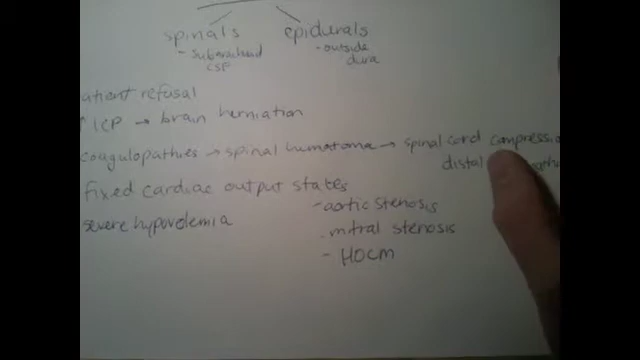 spinals epidurals
- subarachnoid - outside
CSF dura
atient refusal
↑ ICP → brain herniation
coagulopathies → spinal hematoma → spinal cord compressio
distal
fixed cardiac output states
- aortic stenosis
severe hypovolemia
. mitral stenosis
- HOCM